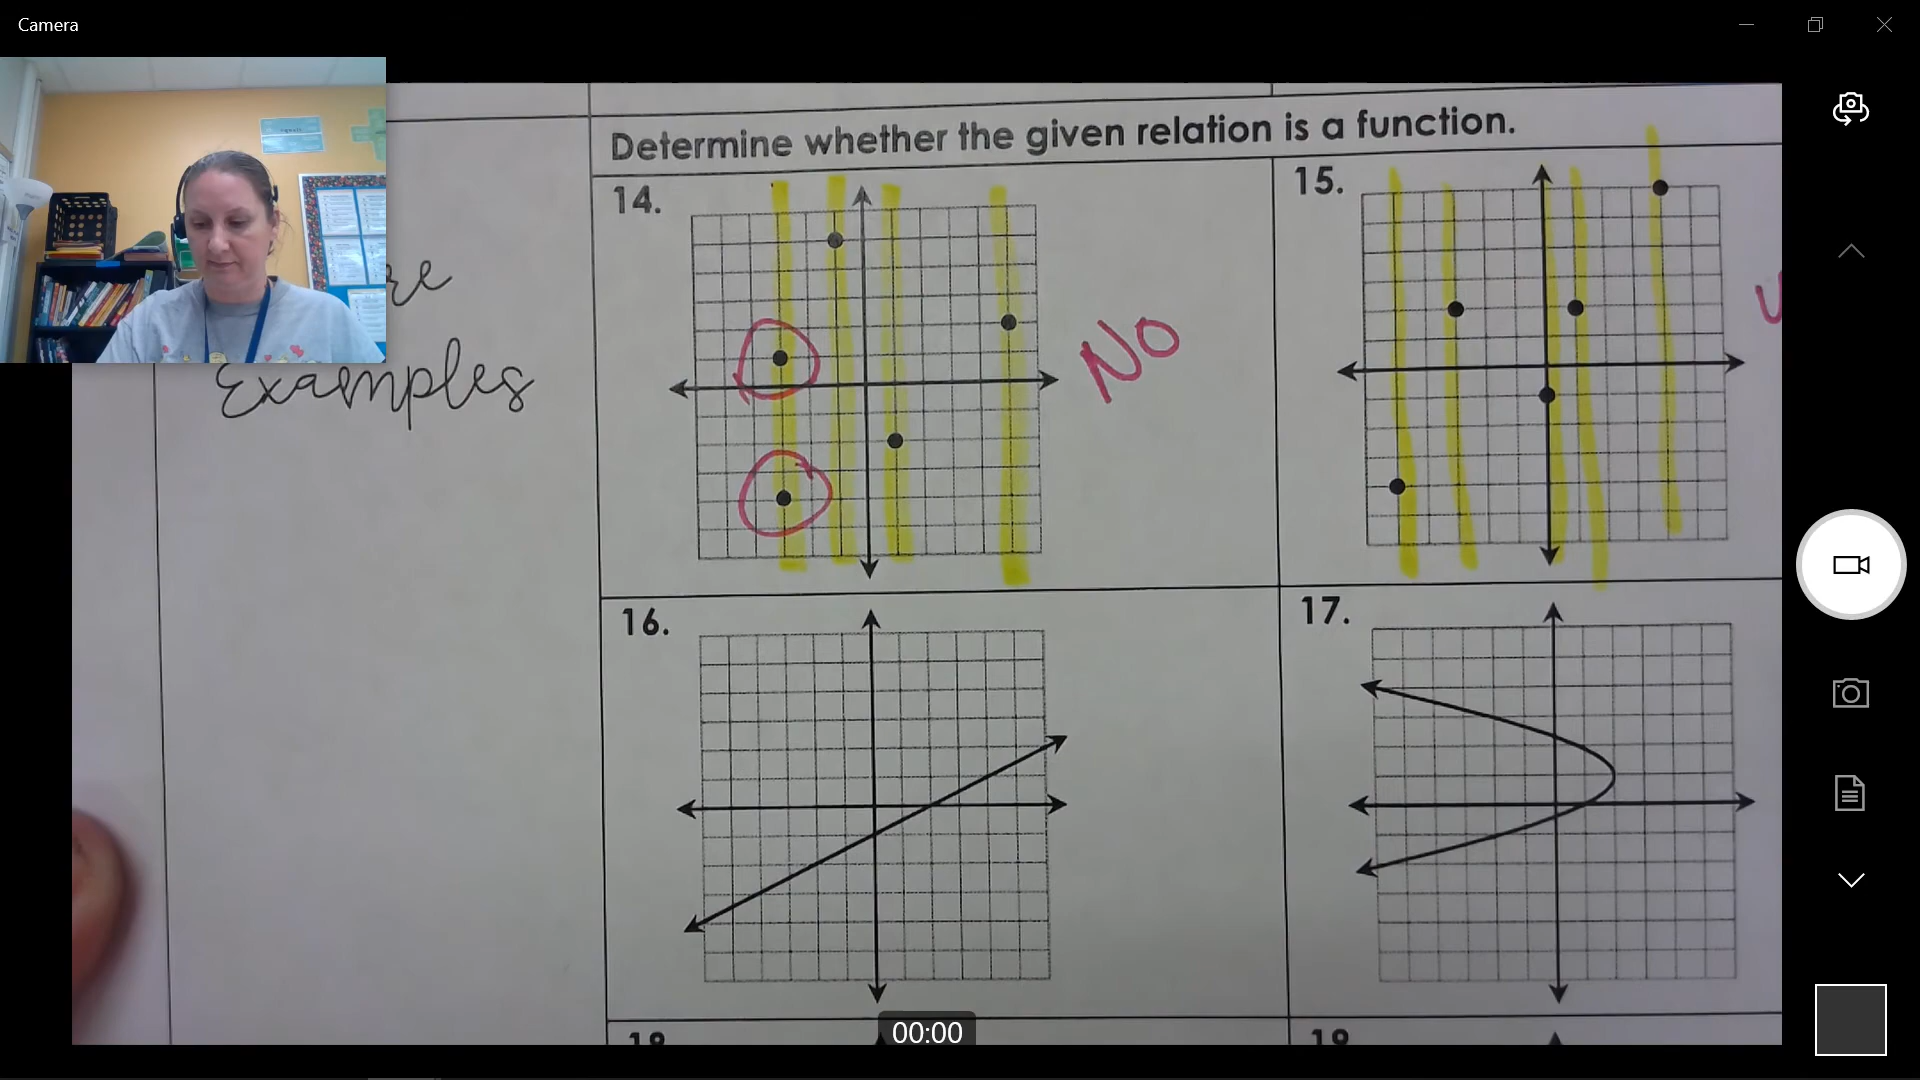 Camera
Determine whether the given relation is a function.
14.
15.
No
Examples
16.
17.
00:00